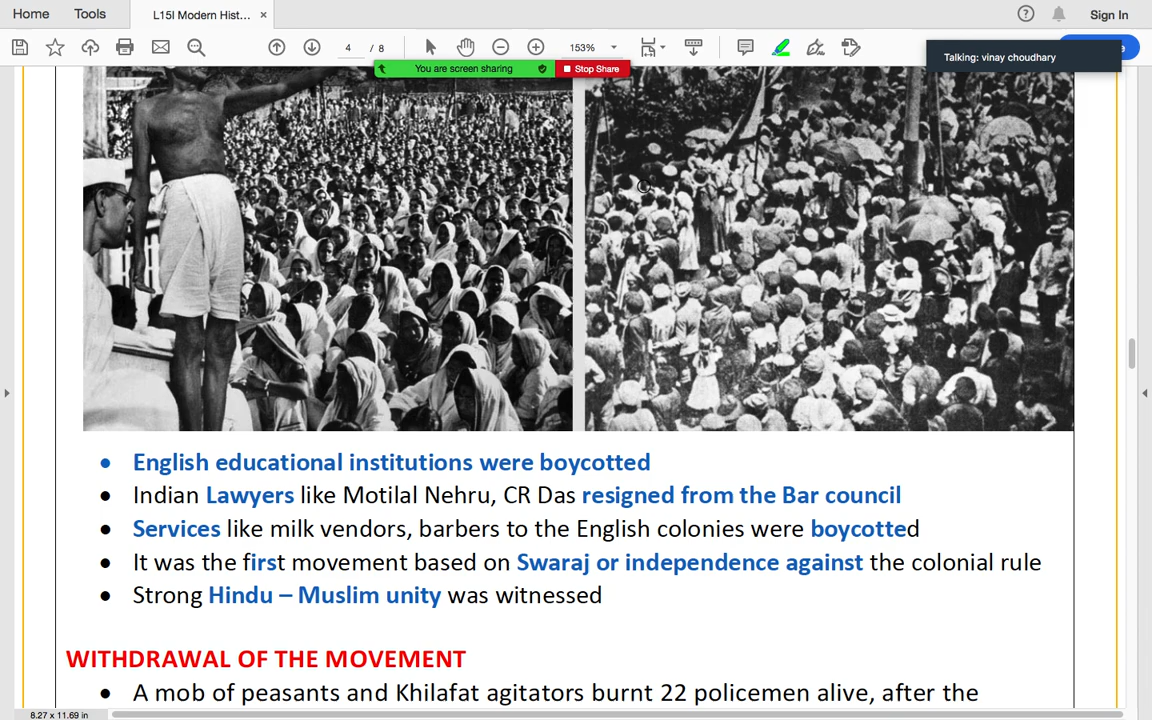 Home Tools L15I Modern Hist... × Sign In
4 / 8 153%
Talking: vinay choudhary
You are screen sharing Stop Share
• English educational institutions were boycotted
• Indian Lawyers like Motilal Nehru, CR Das resigned from the Bar council
• Services like milk vendors, barbers to the English colonies were boycotted
• It was the first movement based on Swaraj or independence against the colonial rule
• Strong Hindu – Muslim unity was witnessed
WITHDRAWAL OF THE MOVEMENT
• A mob of peasants and Khilafat agitators burnt 22 policemen alive, after the
8.27 x 11.69 in